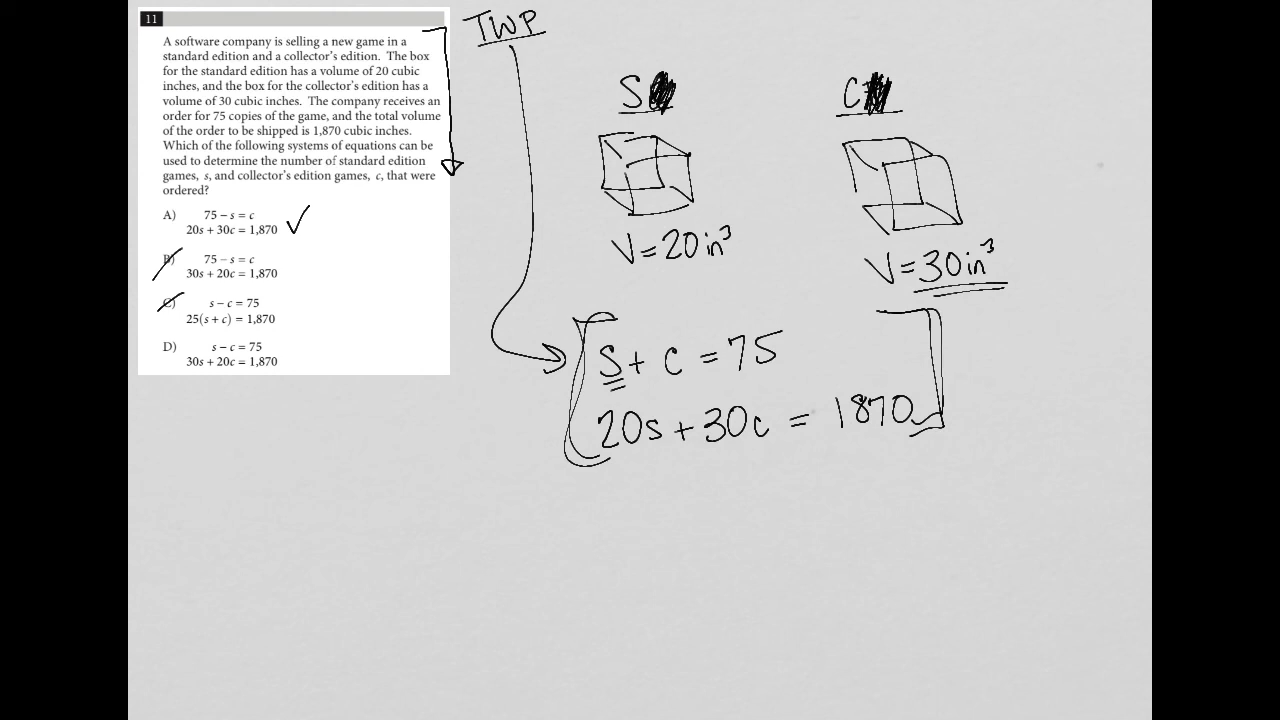 11
A software company is selling a new game in a
standard edition and a collector's edition. The box
for the standard edition has a volume of 20 cubic
inches, and the box for the collector's edition has a
volume of 30 cubic inches. The company receives an
order for 75 copies of the game, and the total volume
of the order to be shipped is 1,870 cubic inches.
Which of the following systems of equations can be
used to determine the number of standard edition
games, s, and collector's edition games, c, that were
ordered?
A) 75 − s = c
20s + 30c = 1,870
B) 75 − s = c
30s + 20c = 1,870
C) s − c = 75
25(s + c) = 1,870
D) s − c = 75
30s + 20c = 1,870
TWP
S
C
V=20in³
V=30in³
S + c = 75
20s + 30c = 1870